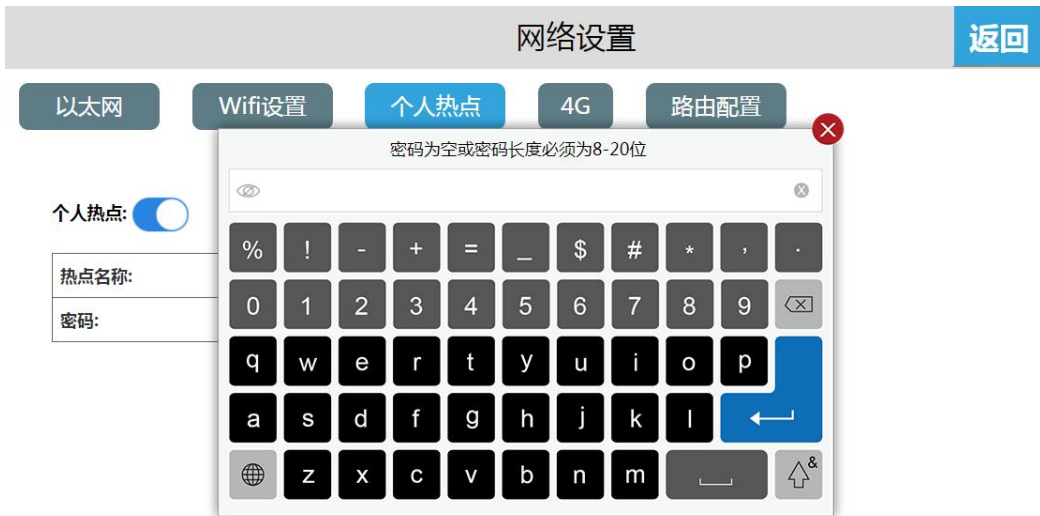 网络设置
返回
以太网 Wifi设置 个人热点 4G 路由配置
密码为空或密码长度必须为8-20位
个人热点:
热点名称:
密码:
% ! - + = _ $ # * , .
0 1 2 3 4 5 6 7 8 9
q w e r t y u i o p
a s d f g h j k l
z x c v b n m
&